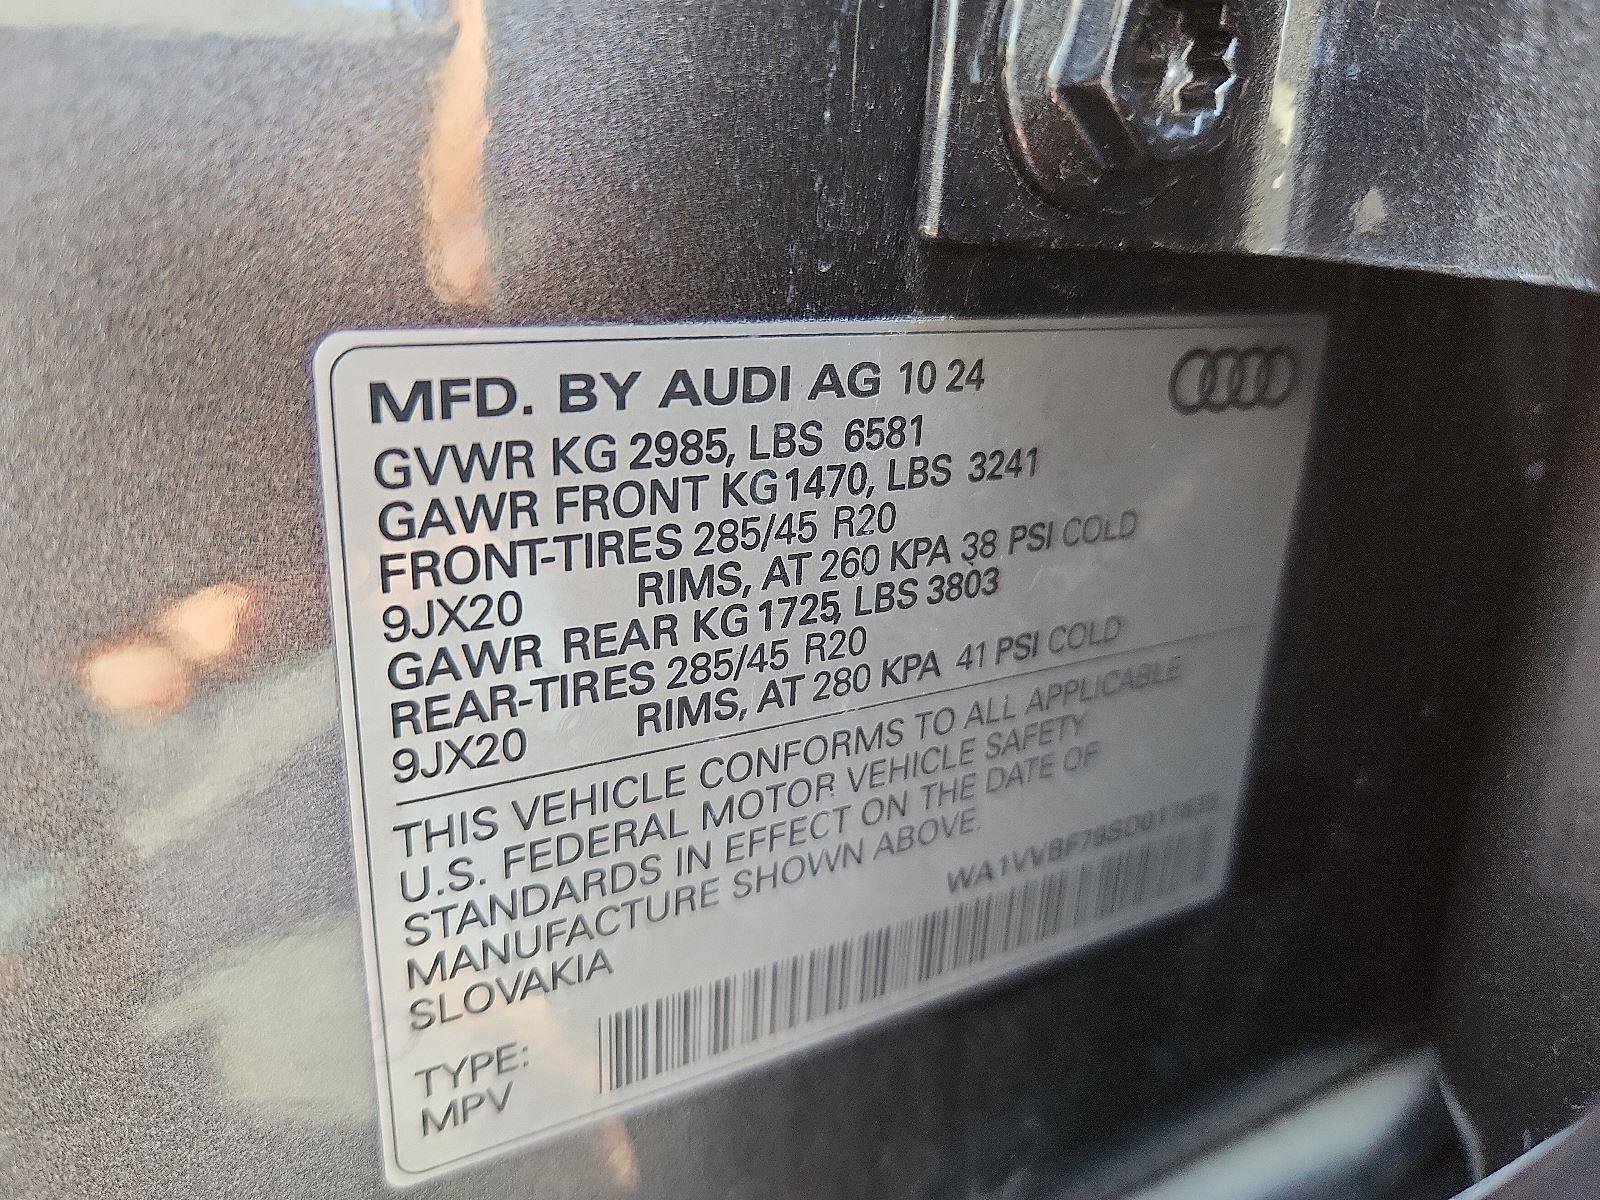 MFD. BY AUDI AG 10 24
GVWR KG 2985, LBS 6581
GAWR FRONT KG 1470, LBS 3241
FRONT-TIRES 285/45 R20
9JX20 RIMS, AT 260 KPA 38 PSI COLD
GAWR REAR KG 1725, LBS 3803
REAR-TIRES 285/45 R20
9JX20 RIMS, AT 280 KPA 41 PSI COLD
THIS VEHICLE CONFORMS TO ALL APPLICABLE
U.S. FEDERAL MOTOR VEHICLE SAFETY
STANDARDS IN EFFECT ON THE DATE OF
MANUFACTURE SHOWN ABOVE.
SLOVAKIA
TYPE:
MPV